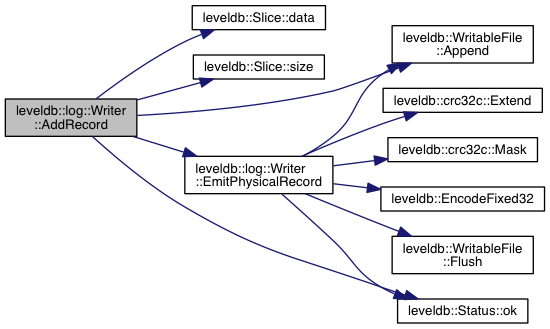 leveldb::Slice::data
leveldb::WritableFile
::Append
leveldb::Slice::size
leveldb::crc32c::Extend
leveldb::log::Writer
::AddRecord
leveldb::crc32c::Mask
leveldb::log::Writer
::EmitPhysicalRecord
leveldb::EncodeFixed32
leveldb::WritableFile
::Flush
leveldb::Status::ok